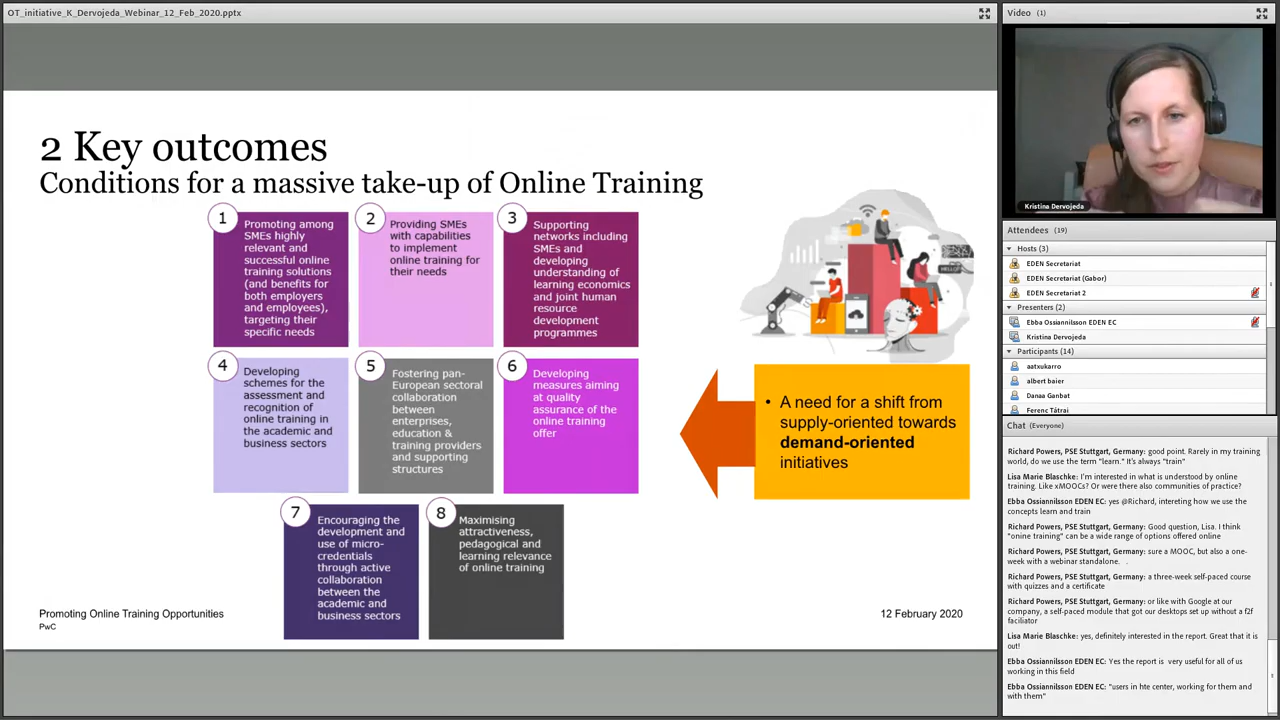 OT_initiative_K_Dervojeda_Webinar_12_Feb_2020.pptx
2 Key outcomes
Conditions for a massive take-up of Online Training
1
Promoting among
SMEs highly
relevant and
successful online
training solutions
(and benefits for
both employers
and employees),
targeting their
specific needs
2
Providing SMEs
with capabilities
to implement
online training for
their needs
3
Supporting
networks including
SMEs and
developing
understanding of
learning economics
and joint human
resource
development
programmes
4
Developing
schemes for the
assessment and
recognition of
online training in
the academic and
business sectors
5
Fostering pan-
European sectoral
collaboration
between
enterprises,
education &
training providers
and supporting
structures
6
Developing
measures aiming
at quality
assurance of the
online training
offer
7
Encouraging the
development and
use of micro-
credentials
through active
collaboration
between the
academic and
business sectors
8
Maximising
attractiveness,
pedagogical and
learning relevance
of online training
• A need for a shift from
supply-oriented towards
demand-oriented
initiatives
Promoting Online Training Opportunities
PwC
12 February 2020
Video (1)
Kristina Dervojeda
Attendees (19)
Hosts (3)
EDEN Secretariat
EDEN Secretariat (Gabor)
EDEN Secretariat 2
Presenters (2)
Ebba Ossiannilsson EDEN EC
Kristina Dervojeda
Participants (14)
aatxukarro
albert baier
Danaa Ganbat
Ferenc Tátrai
Chat (Everyone)
Richard Powers, PSE Stuttgart, Germany: good point. Rarely in my training
world, do we use the term "learn." It's always "train"
Lisa Marie Blaschke: I'm interested in what is understood by online
training. Like xMOOCs? Or were there also communities of practice?
Ebba Ossiannilsson EDEN EC: yes @Richard, intereting how we use the
concepts learn and train
Richard Powers, PSE Stuttgart, Germany: Good question, Lisa. I think
"onine training" can be a wide range of options offered online
Richard Powers, PSE Stuttgart, Germany: sure a MOOC, but also a one-
week with a webinar standalone. .
Richard Powers, PSE Stuttgart, Germany: a three-week self-paced course
with quizzes and a certificate
Richard Powers, PSE Stuttgart, Germany: or like with Google at our
company, a self-paced module that got our desktops set up without a f2f
faciliator
Lisa Marie Blaschke: yes, definitely interested in the report. Great that it is
out!
Ebba Ossiannilsson EDEN EC: Yes the report is very useful for all of us
working in this field
Ebba Ossiannilsson EDEN EC: "users in hte center, working for them and
with them"